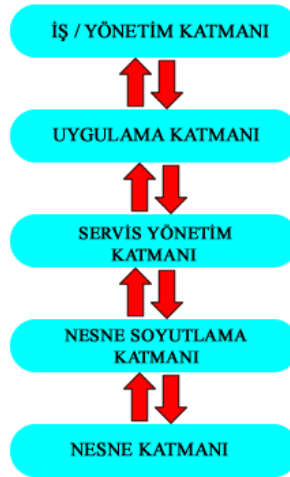 İŞ / YÖNETİM KATMANI
UYGULAMA KATMANI
SERVİS YÖNETİM
KATMANI
NESNE SOYUTLAMA
KATMANI
NESNE KATMANI